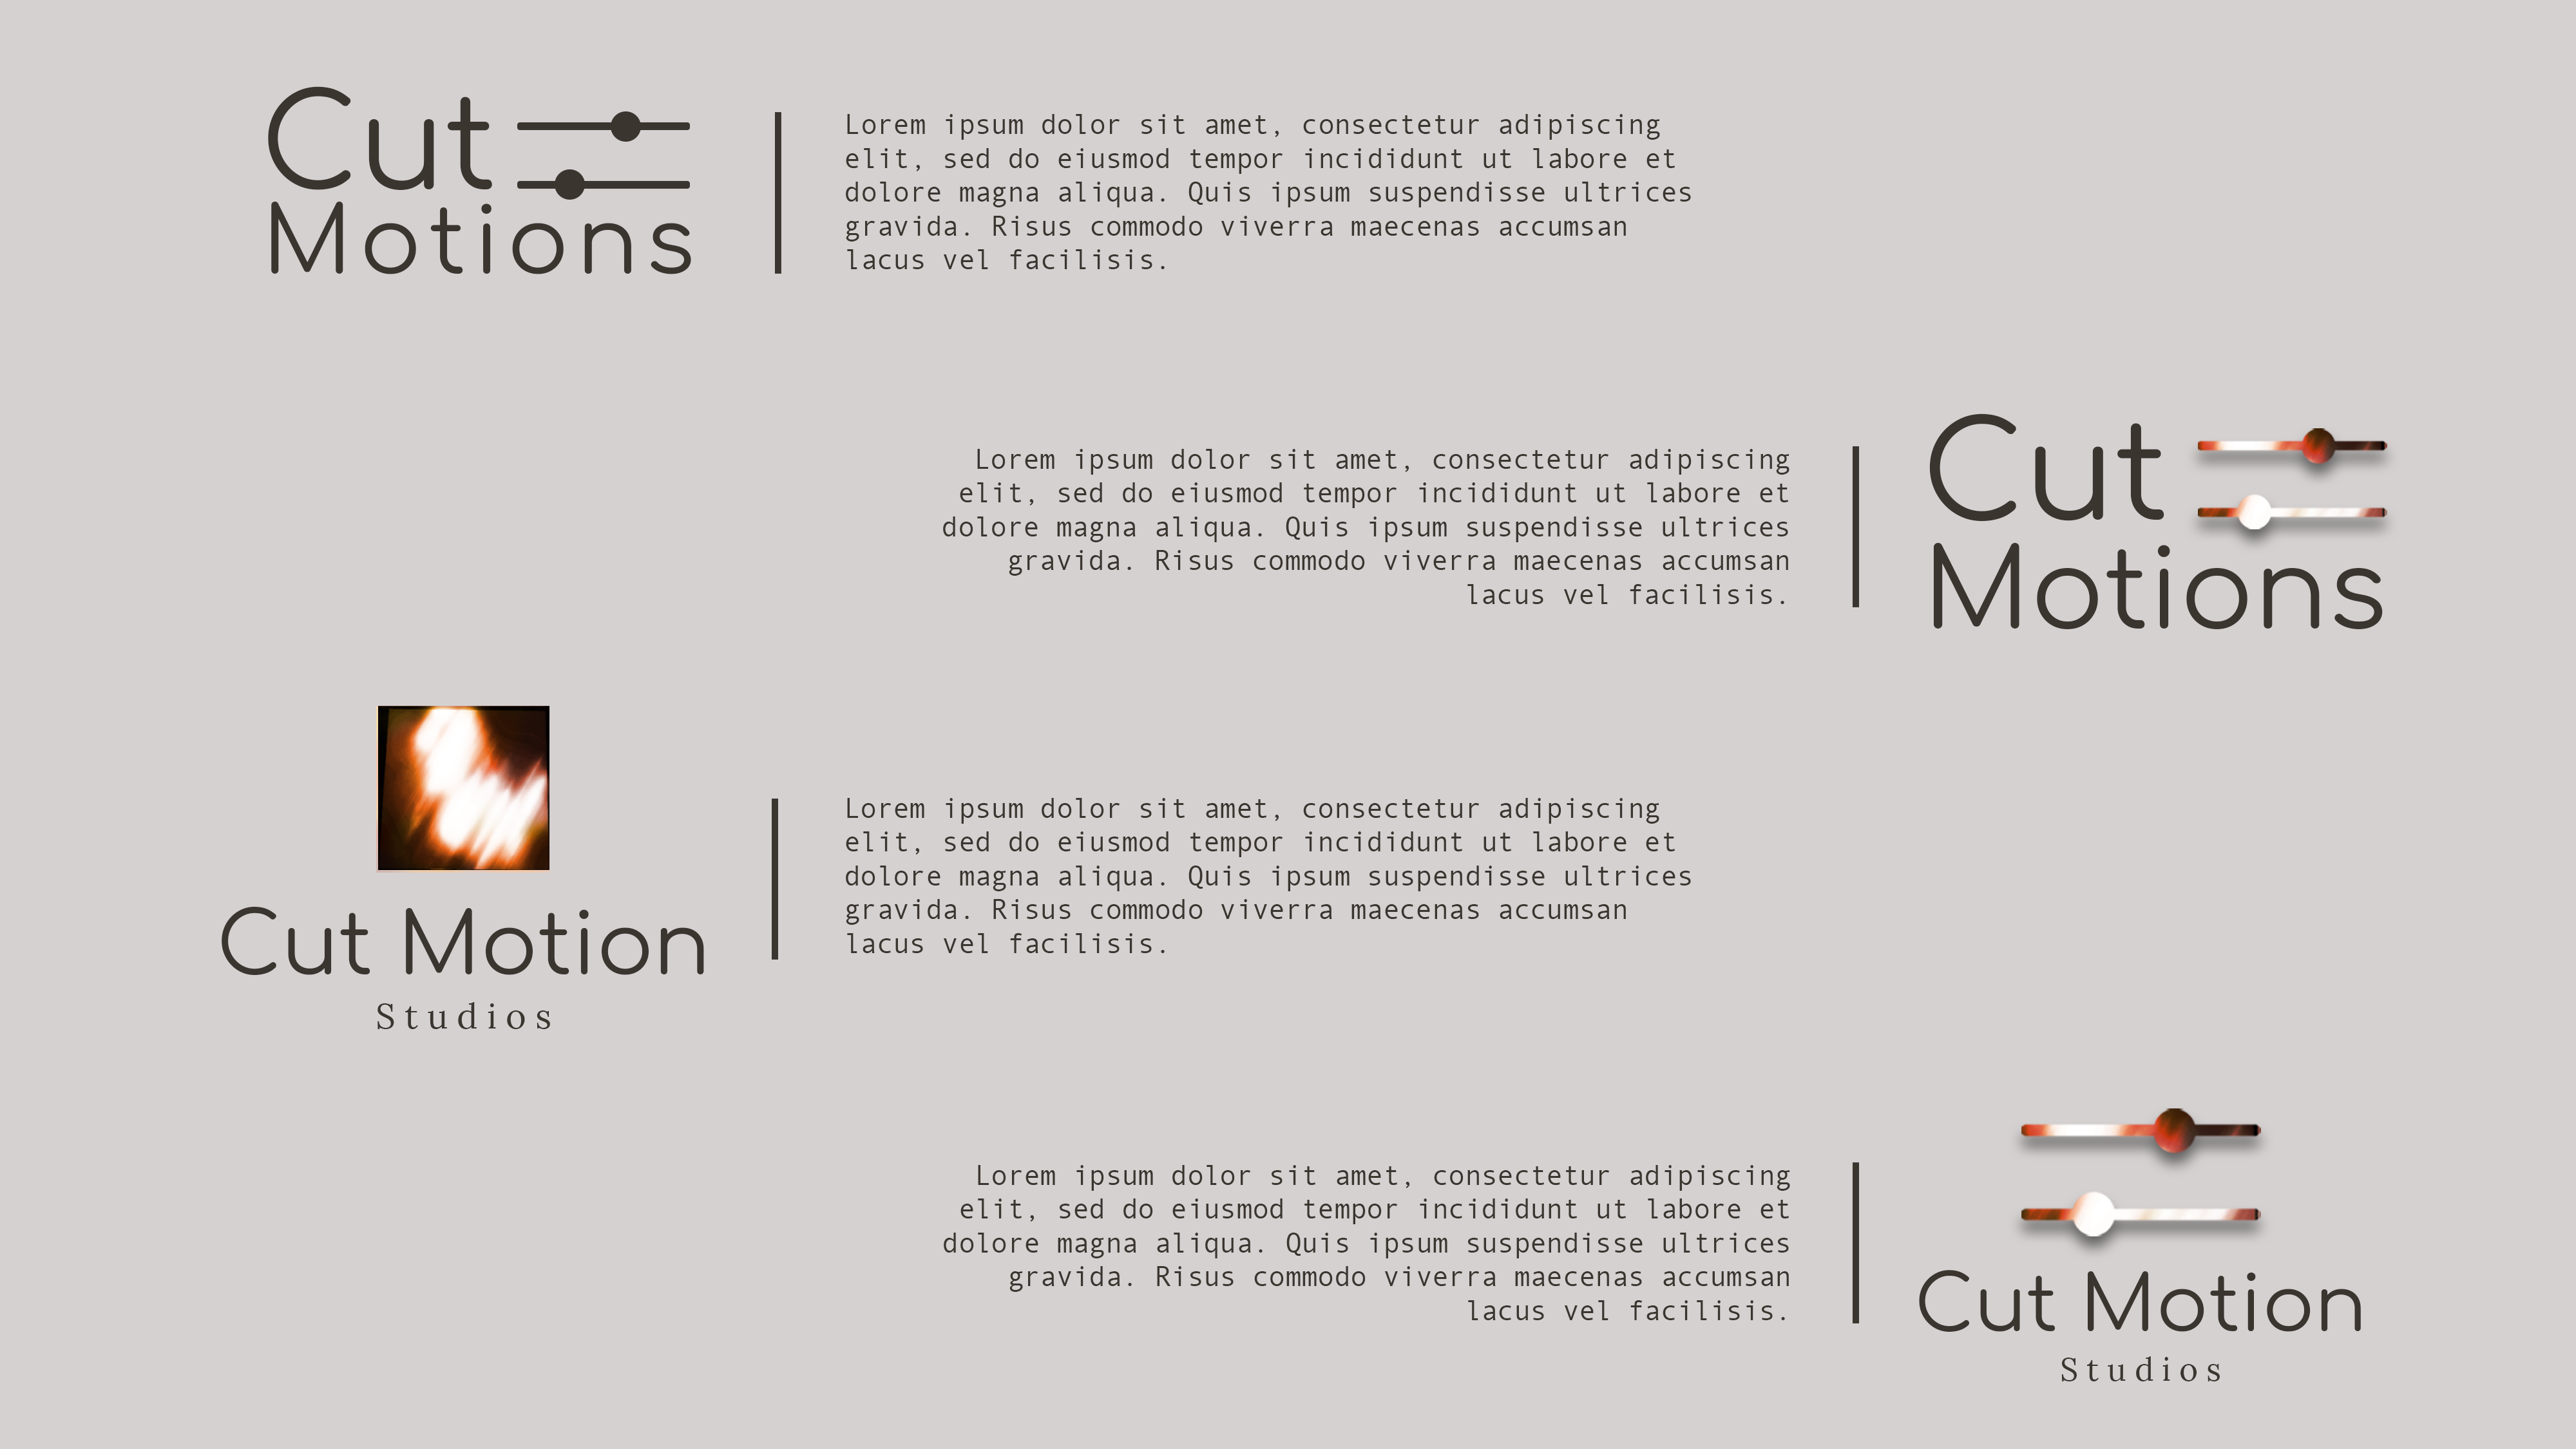 Cut
Motions
Lorem ipsum dolor sit amet, consectetur adipiscing
elit, sed do eiusmod tempor incididunt ut labore et
dolore magna aliqua. Quis ipsum suspendisse ultrices
gravida. Risus commodo viverra maecenas accumsan
lacus vel facilisis.
Lorem ipsum dolor sit amet, consectetur adipiscing
elit, sed do eiusmod tempor incididunt ut labore et
dolore magna aliqua. Quis ipsum suspendisse ultrices
gravida. Risus commodo viverra maecenas accumsan
lacus vel facilisis.
Cut
Motions
Cut Motion
Studios
Lorem ipsum dolor sit amet, consectetur adipiscing
elit, sed do eiusmod tempor incididunt ut labore et
dolore magna aliqua. Quis ipsum suspendisse ultrices
gravida. Risus commodo viverra maecenas accumsan
lacus vel facilisis.
Lorem ipsum dolor sit amet, consectetur adipiscing
elit, sed do eiusmod tempor incididunt ut labore et
dolore magna aliqua. Quis ipsum suspendisse ultrices
gravida. Risus commodo viverra maecenas accumsan
lacus vel facilisis.
Cut Motion
Studios